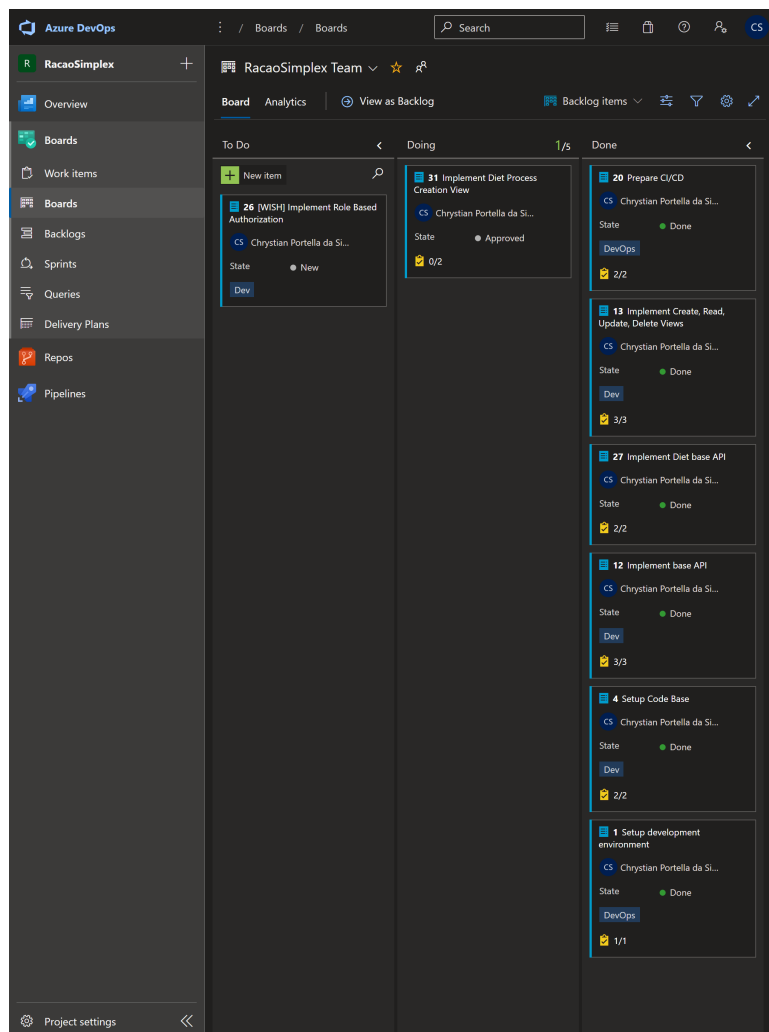 Azure DevOps
/ Boards / Boards
Search
CS
R RacaoSimplex
Overview
Boards
Work items
Boards
Backlogs
Sprints
Queries
Delivery Plans
Repos
Pipelines
Project settings
RacaoSimplex Team
Board Analytics View as Backlog
Backlog items
To Do
New item
26 [WISH] Implement Role Based
Authorization
CS Chrystian Portella da Si...
State New
Dev
Doing 1/5
31 Implement Diet Process
Creation View
CS Chrystian Portella da Si...
State Approved
0/2
Done
20 Prepare CI/CD
CS Chrystian Portella da Si...
State Done
DevOps
2/2
13 Implement Create, Read,
Update, Delete Views
CS Chrystian Portella da Si...
State Done
Dev
3/3
27 Implement Diet base API
CS Chrystian Portella da Si...
State Done
2/2
12 Implement base API
CS Chrystian Portella da Si...
State Done
Dev
3/3
4 Setup Code Base
CS Chrystian Portella da Si...
State Done
Dev
2/2
1 Setup development
environment
CS Chrystian Portella da Si...
State Done
DevOps
1/1